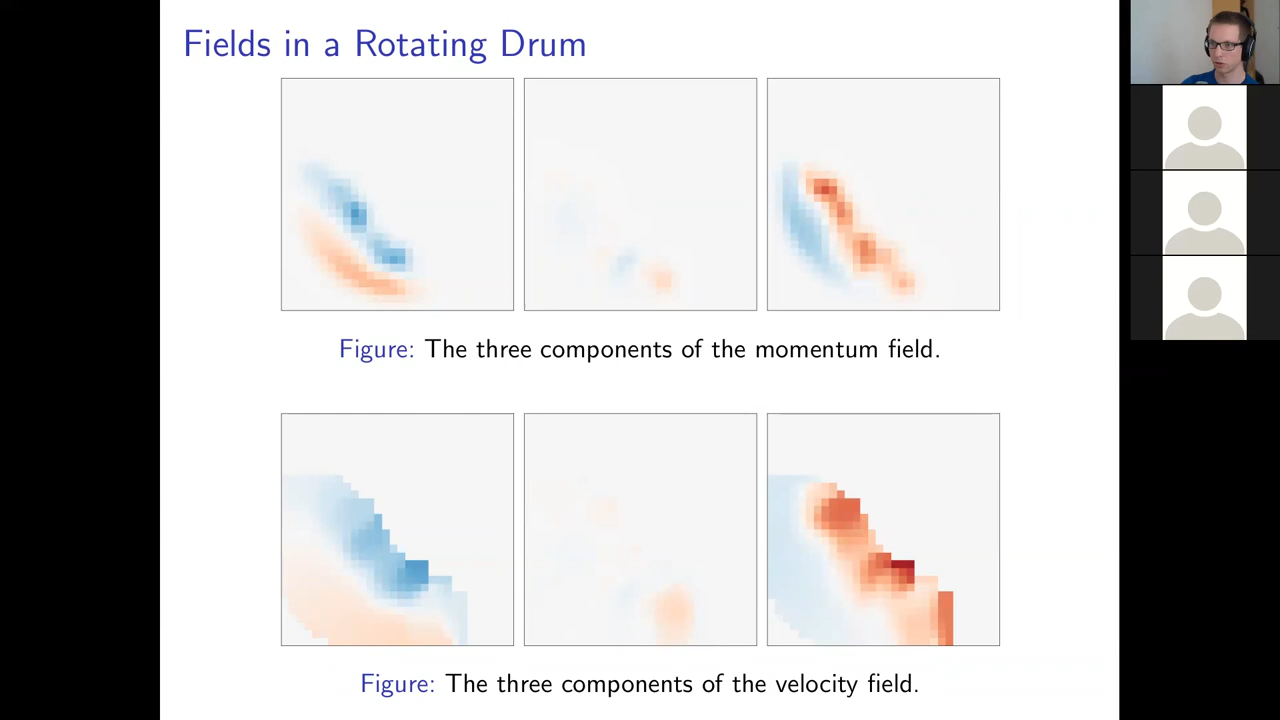 Fields in a Rotating Drum
Figure: The three components of the momentum field.
Figure: The three components of the velocity field.